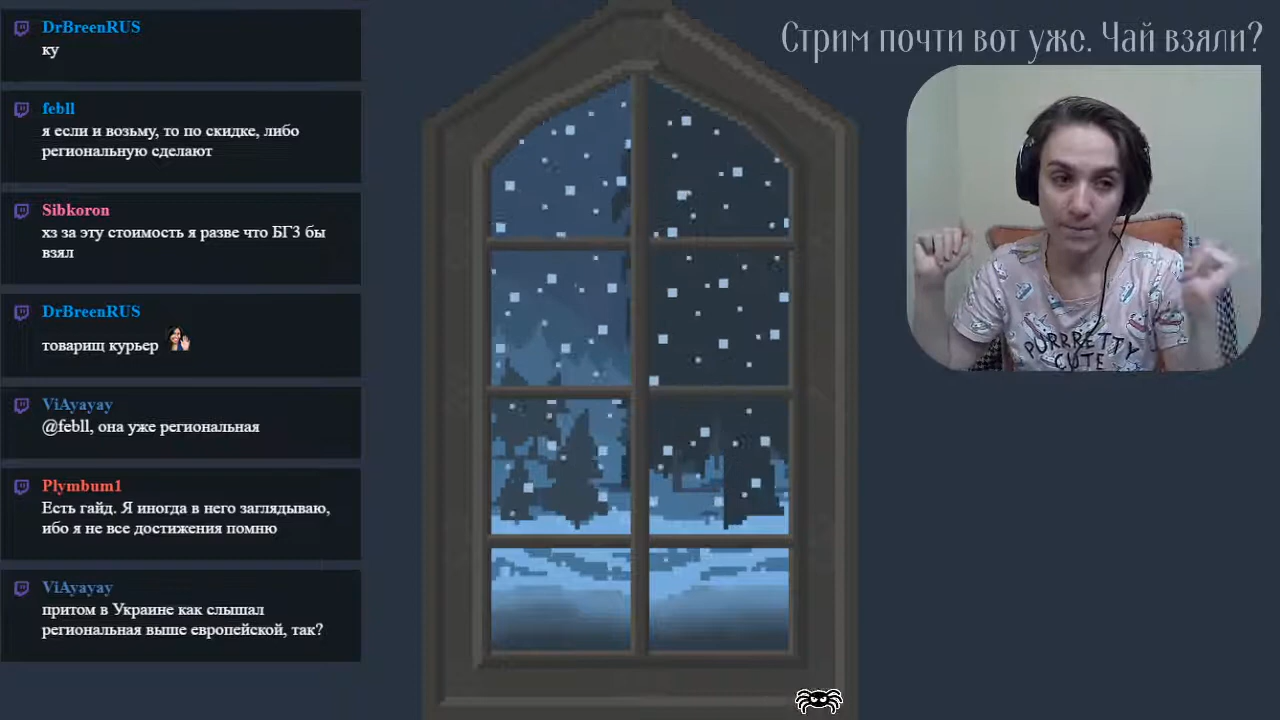 DrBreenRUS
ку
febll
я если и возьму, то по скидке, либо
региональную сделают
Sibkoron
хз за эту стоимость я разве что БГ3 бы
взял
DrBreenRUS
товарищ курьер
ViAyayay
@febll, она уже региональная
Plymbum1
Есть гайд. Я иногда в него заглядываю,
ибо я не все достижения помню
ViAyayay
притом в Украине как слышал
региональная выше европейской, так?
Стрим почти вот уже. Чай взяли?
PURRRETTY
CUTE